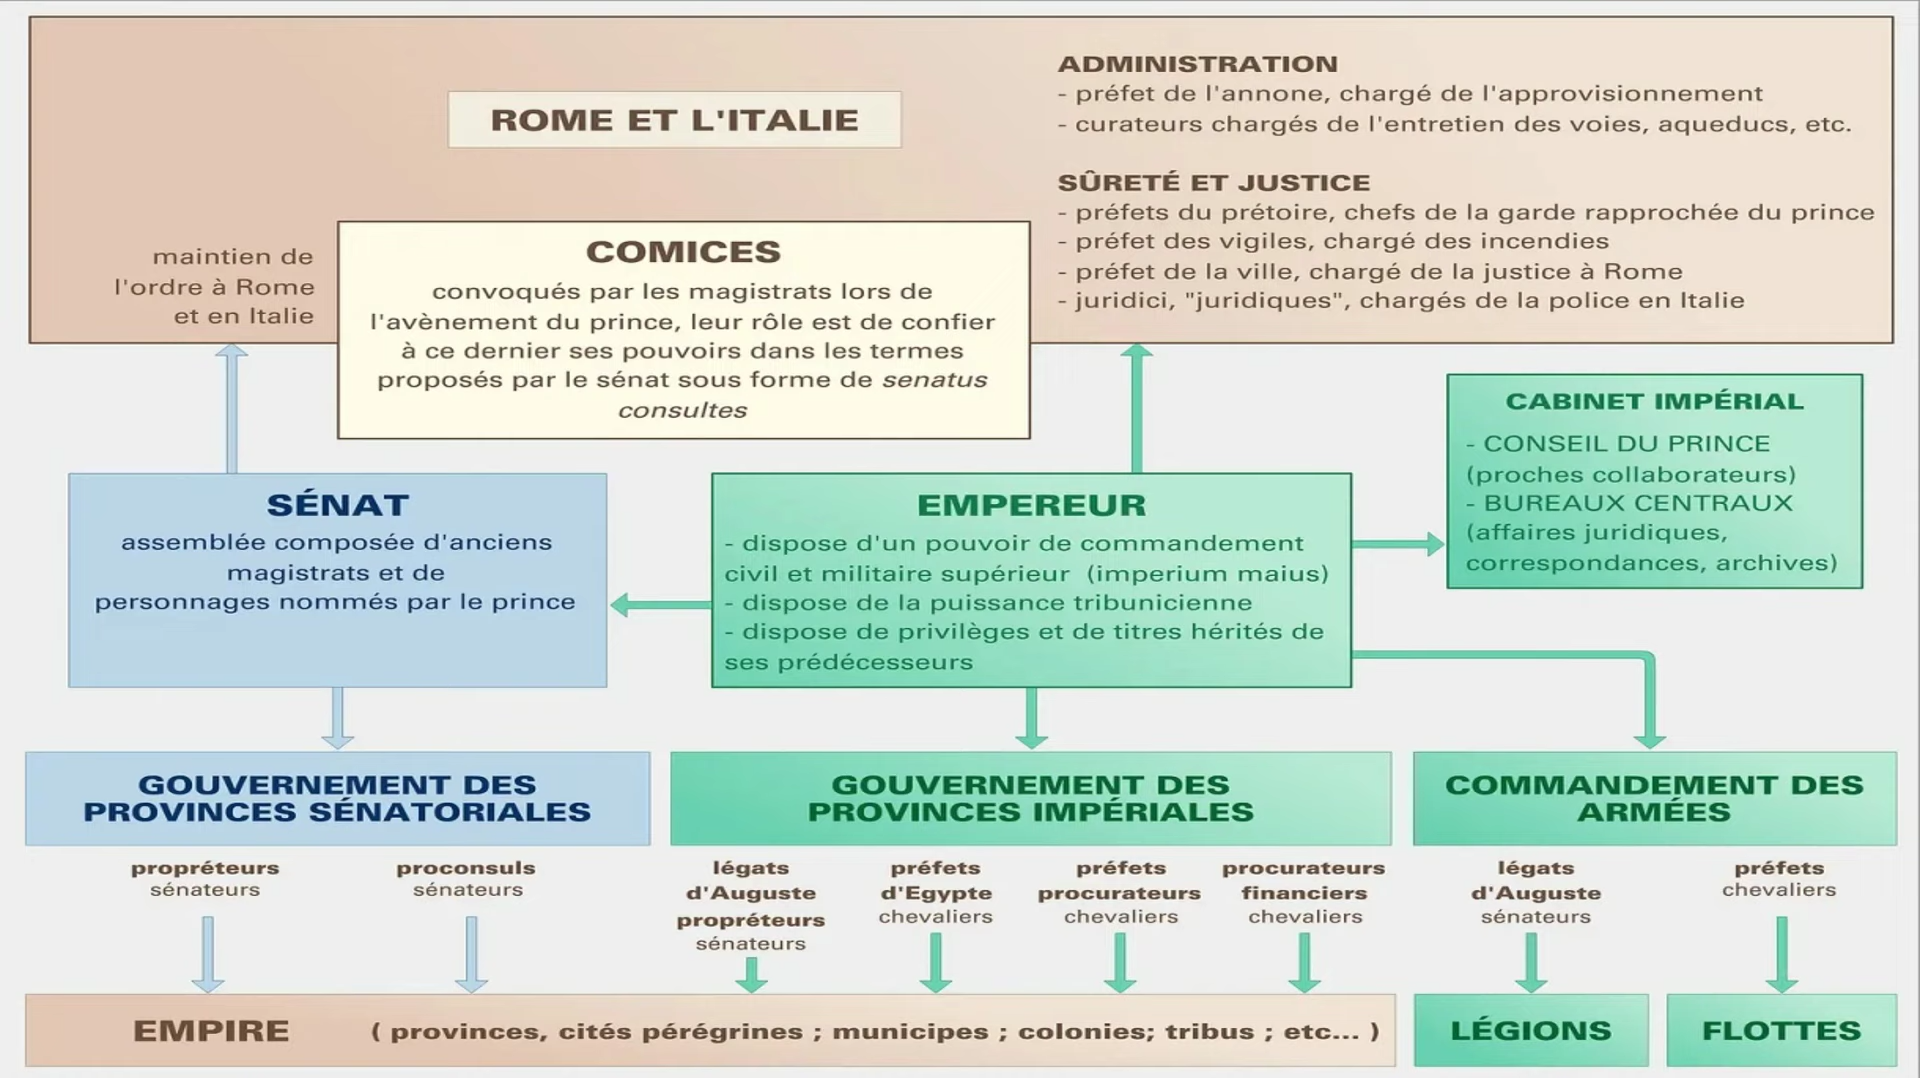 ROME ET L'ITALIE
ADMINISTRATION
- préfet de l'annone, chargé de l'approvisionnement
- curateurs chargés de l'entretien des voies, aqueducs, etc.
SÛRETÉ ET JUSTICE
- préfets du prétoire, chefs de la garde rapprochée du prince
- préfet des vigiles, chargé des incendies
- préfet de la ville, chargé de la justice à Rome
- juridici, "juridiques", chargés de la police en Italie
maintien de
l'ordre à Rome
et en Italie
COMICES
convoqués par les magistrats lors de
l'avènement du prince, leur rôle est de confier
à ce dernier ses pouvoirs dans les termes
proposés par le sénat sous forme de senatus
consultes
SÉNAT
assemblée composée d'anciens
magistrats et de
personnages nommés par le prince
EMPEREUR
- dispose d'un pouvoir de commandement
civil et militaire supérieur (imperium maius)
- dispose de la puissance tribunicienne
- dispose de privilèges et de titres hérités de
ses prédécesseurs
CABINET IMPÉRIAL
- CONSEIL DU PRINCE
(proches collaborateurs)
- BUREAUX CENTRAUX
(affaires juridiques,
correspondances, archives)
GOUVERNEMENT DES
PROVINCES SÉNATORIALES
GOUVERNEMENT DES
PROVINCES IMPÉRIALES
COMMANDEMENT DES
ARMÉES
propréteurs
sénateurs
proconsuls
sénateurs
légats
d'Auguste
propréteurs
sénateurs
préfets
d'Egypte
chevaliers
préfets
procurateurs
chevaliers
procurateurs
financiers
chevaliers
légats
d'Auguste
sénateurs
préfets
chevaliers
EMPIRE ( provinces, cités pérégrines ; municipes ; colonies; tribus ; etc... )
LÉGIONS
FLOTTES